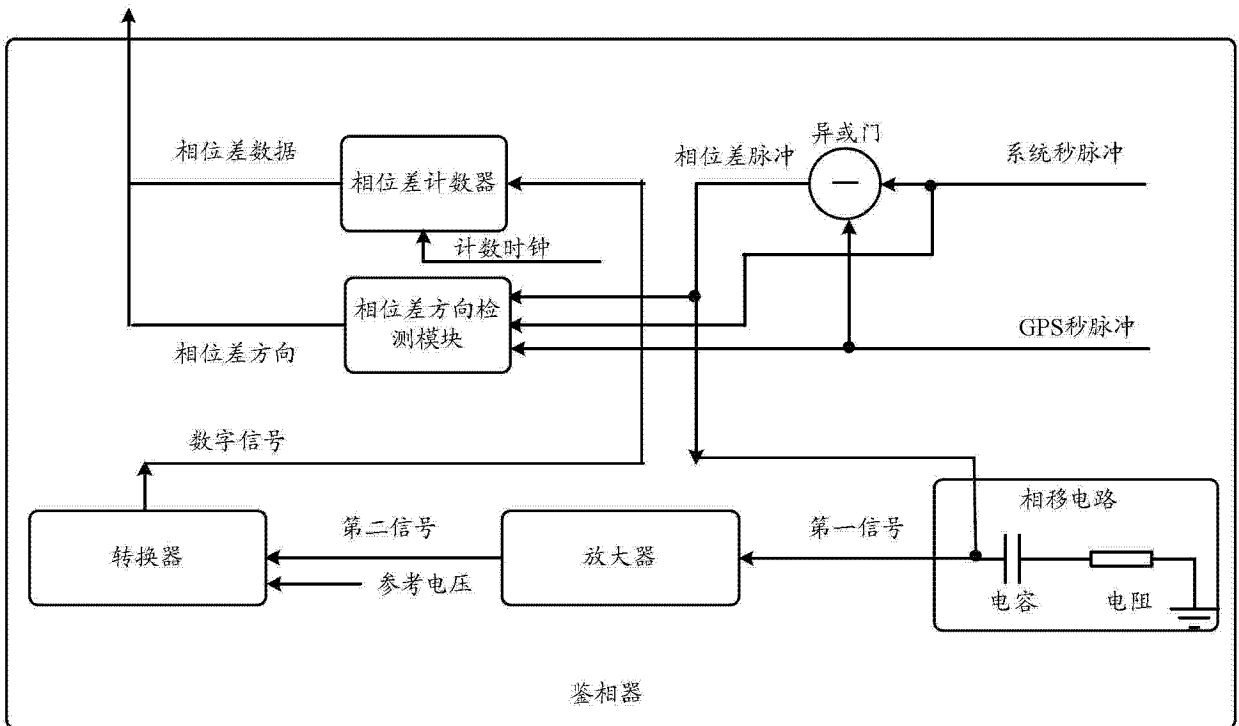 异或门
相位差数据
相位差计数器
相位差脉冲
系统秒脉冲
计数时钟
相位差方向检
测模块
GPS秒脉冲
相位差方向
数字信号
相移电路
转换器
第二信号
放大器
第一信号
参考电压
电容
电阻
鉴相器